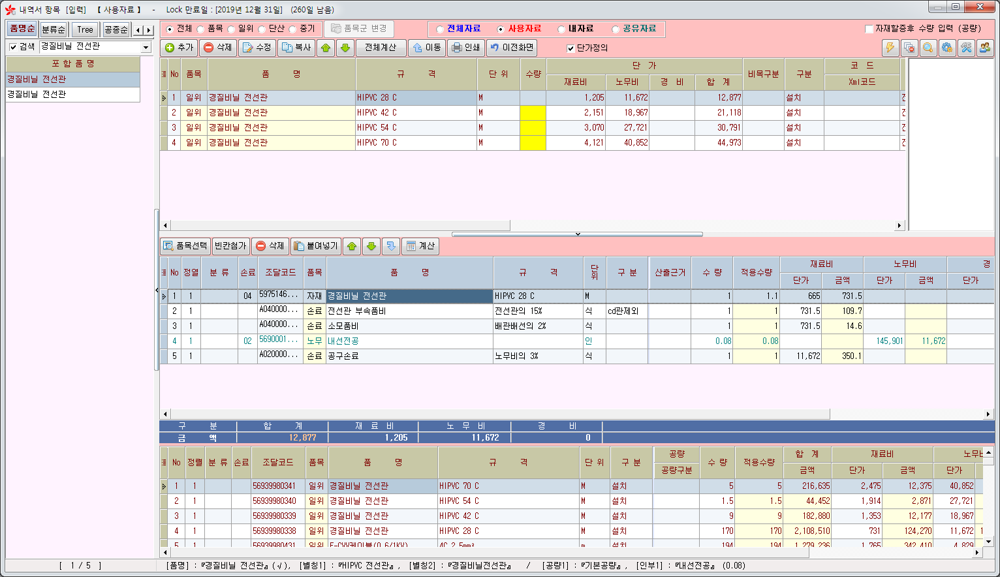 내역서 항목 [입력] 【 사용자료 】 - Lock 만료일 : [2019년 12월 31일] (260일 남음)
품명순 분류순 Tree 공종순
전체 품목 일위 단산 중기 품목군 변경 전체자료 사용자료 내자료 공유자료 자재할증후 수량 입력 (공량)
검색 경질비닐 전선관
추가 삭제 수정 복사 전체계산 이동 인쇄 이전화면 단가정의
포 함 품 명
경질비닐 전선관
경질비닐 전선관
No 품목 품 명 규 격 단 위 수량 단 가 비목구분 구분 코 드
재료비 노무비 경 비 합 계 Xml코드
1 일위 경질비닐 전선관 HIPVC 28 C M 1,205 11,672 12,877 설치
2 일위 경질비닐 전선관 HIPVC 42 C M 2,151 18,967 21,118 설치
3 일위 경질비닐 전선관 HIPVC 54 C M 3,070 27,721 30,791 설치
4 일위 경질비닐 전선관 HIPVC 70 C M 4,121 40,852 44,973 설치
품목선택 빈칸첨가 삭제 붙여넣기 계산
No 정열 분 류 손료 조달코드 품목 품 명 규 격 단위 구 분 산출근거 수 량 적용수량 재료비 노무비 경
단가 금액 단가 금액 단가
1 1 04 5975146... 자재 경질비닐 전선관 HIPVC 28 C M 1 1.1 665 731.5
2 1 A040000... 손료 전선관 부속품비 전선관의 15% 식 cd관제외 1 1 731.5 109.7
3 1 A040000... 손료 소모품비 배관배선의 2% 식 1 1 731.5 14.6
4 1 02 5690001... 노무 내선전공 인 0.08 0.08 145,901 11,672
5 1 A020000... 손료 공구손료 노무비의 3% 식 1 1 11,672 350.1
구 분 합 계 재 료 비 노 무 비 경 비
금 액 12,877 1,205 11,672 0
No 정렬 분 류 손료 조달코드 품목 품 명 규 격 단 위 구 분 공량 수 량 적용수량 합 계 재료비 노무비
공량구분 금액 단가 금액 단가
1 1 56939980341 일위 경질비닐 전선관 HIPVC 70 C M 설치 5 5 216,635 2,475 12,375 40,852
2 1 56939980340 일위 경질비닐 전선관 HIPVC 54 C M 설치 1.5 1.5 44,452 1,914 2,871 27,721
3 1 56939980339 일위 경질비닐 전선관 HIPVC 42 C M 설치 9 9 182,880 1,353 12,177 18,967
4 1 56939980338 일위 경질비닐 전선관 HIPVC 28 C M 설치 170 170 2,108,510 731 124,270 11,672 1
5 1 56939980431 일위 F-CVV케이블(0.6/1KV) 4C 2.5mm² m 설치 194 194 1,279,236 1,765 342,410 4,829
[ 1 / 5 ] [품명] : 『경질비닐 전선관』(√), [별칭1] : 『HIPVC 전선관』, [별칭2] : 『경질비닐전선관』 / [공량1] : 『기본공량』, [인부1] : 『내선전공』 (0.08)